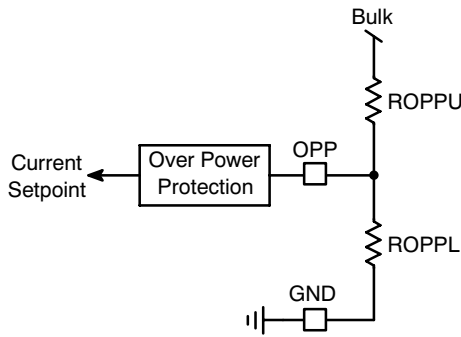 Bulk
ROPPU
OPP
Over Power
Protection
Current
Setpoint
ROPPL
GND